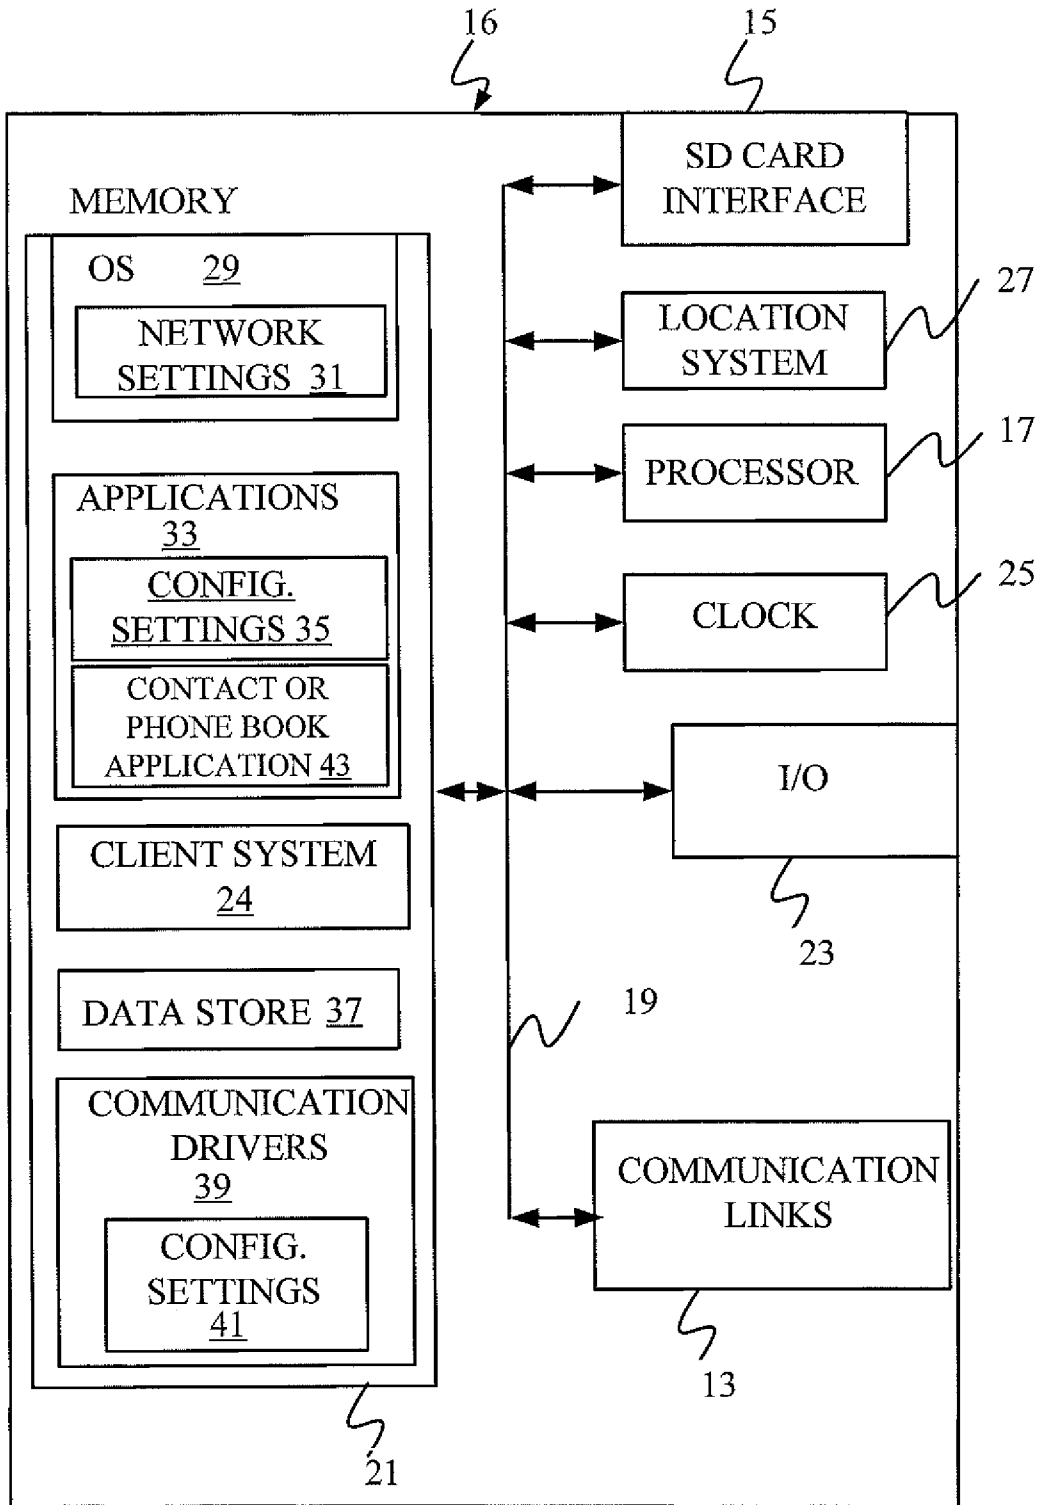 16
15
SD CARD
INTERFACE
MEMORY
OS 29
NETWORK
SETTINGS 31
27
LOCATION
SYSTEM
17
PROCESSOR
APPLICATIONS
33
CONFIG.
SETTINGS 35
25
CLOCK
CONTACT OR
PHONE BOOK
APPLICATION 43
I/O
CLIENT SYSTEM
24
23
DATA STORE 37
19
COMMUNICATION
DRIVERS
39
COMMUNICATION
LINKS
CONFIG.
SETTINGS
41
13
21